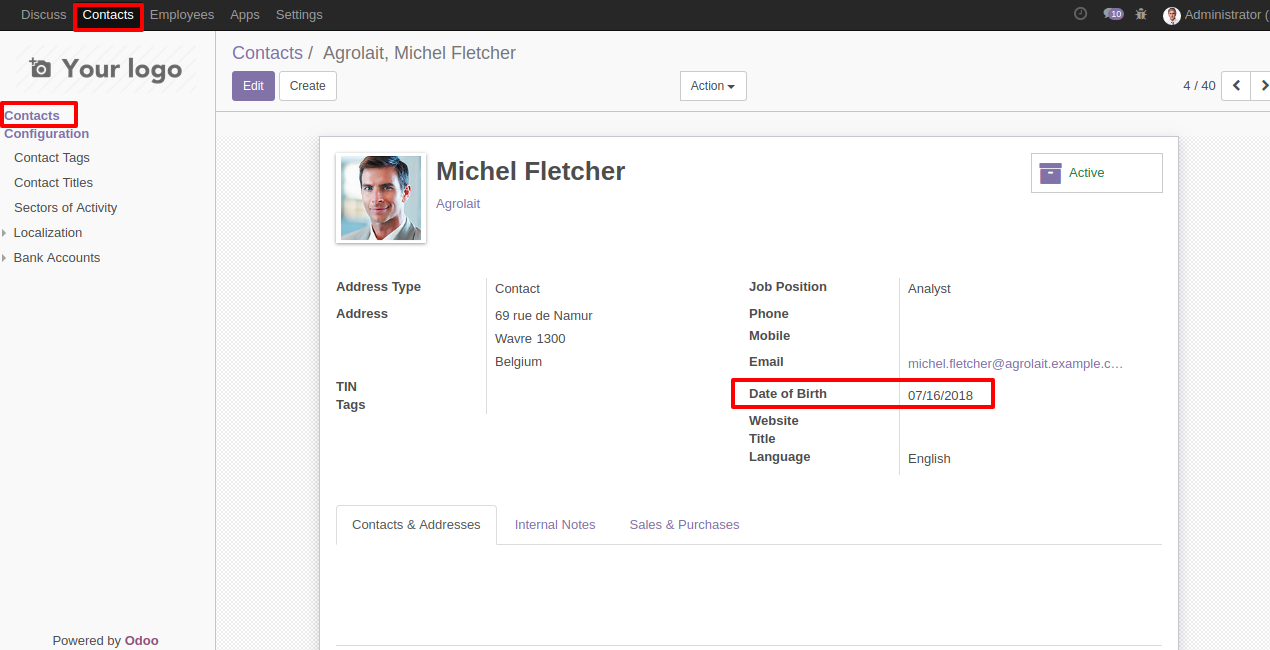 Discuss Contacts Employees Apps Settings 10 Administrator (
Your logo
Contacts
Configuration
Contact Tags
Contact Titles
Sectors of Activity
Localization
Bank Accounts
Powered by Odoo
Contacts / Agrolait, Michel Fletcher
Edit Create Action 4 / 40
Michel Fletcher
Agrolait
Active
Address Type Contact
Address 69 rue de Namur
Wavre 1300
Belgium
TIN
Tags
Job Position Analyst
Phone
Mobile
Email michel.fletcher@agrolait.example.c…
Date of Birth 07/16/2018
Website
Title
Language English
Contacts & Addresses Internal Notes Sales & Purchases